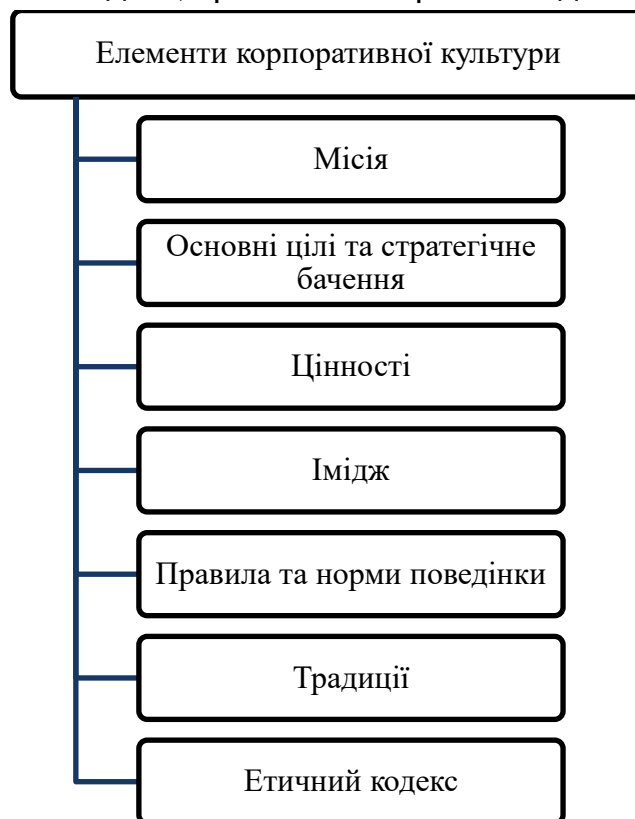 Елементи корпоративної культури
Місія
Основні цілі та стратегічне
бачення
Цінності
Імідж
Правила та норми поведінки
Традиції
Етичний кодекс